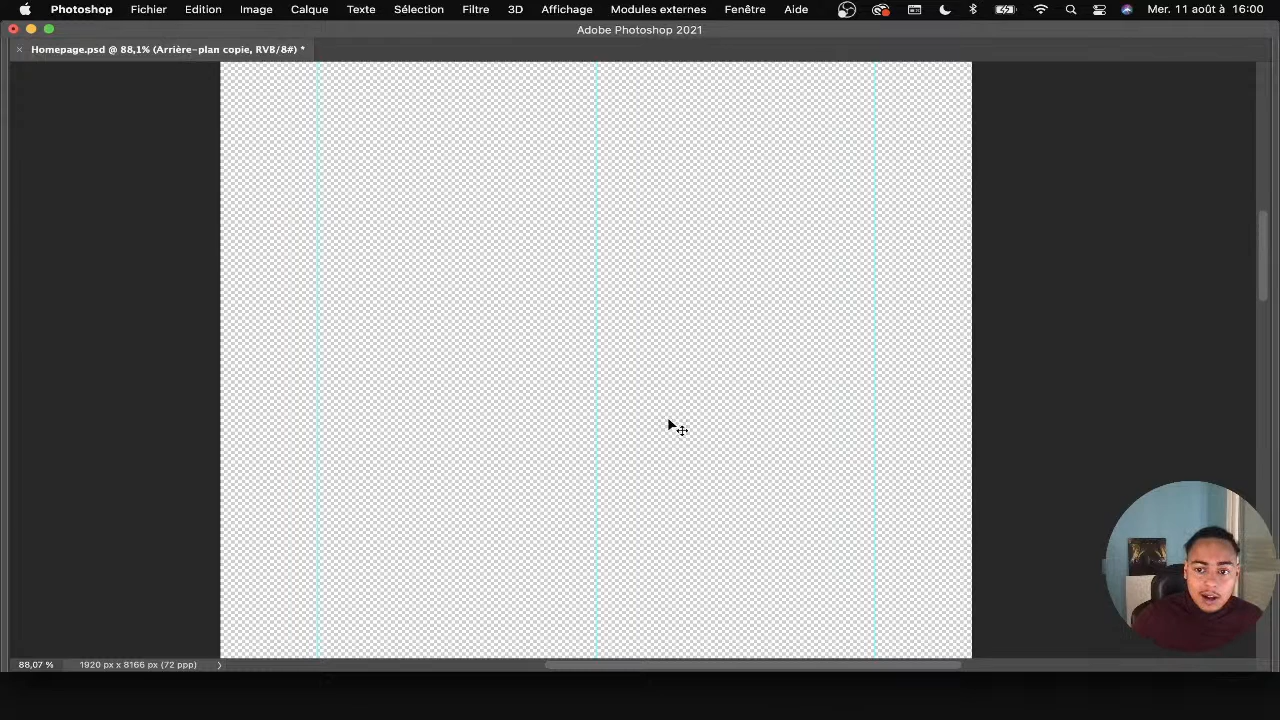 Photoshop Fichier Edition Image Calque Texte Sélection Filtre 3D Affichage Modules externes Fenêtre Aide Mer. 11 août à 16:00
Adobe Photoshop 2021
× Homepage.psd @ 88,1% (Arrière-plan copie, RVB/8#) *
88,07 % 1920 px x 8166 px (72 ppp)